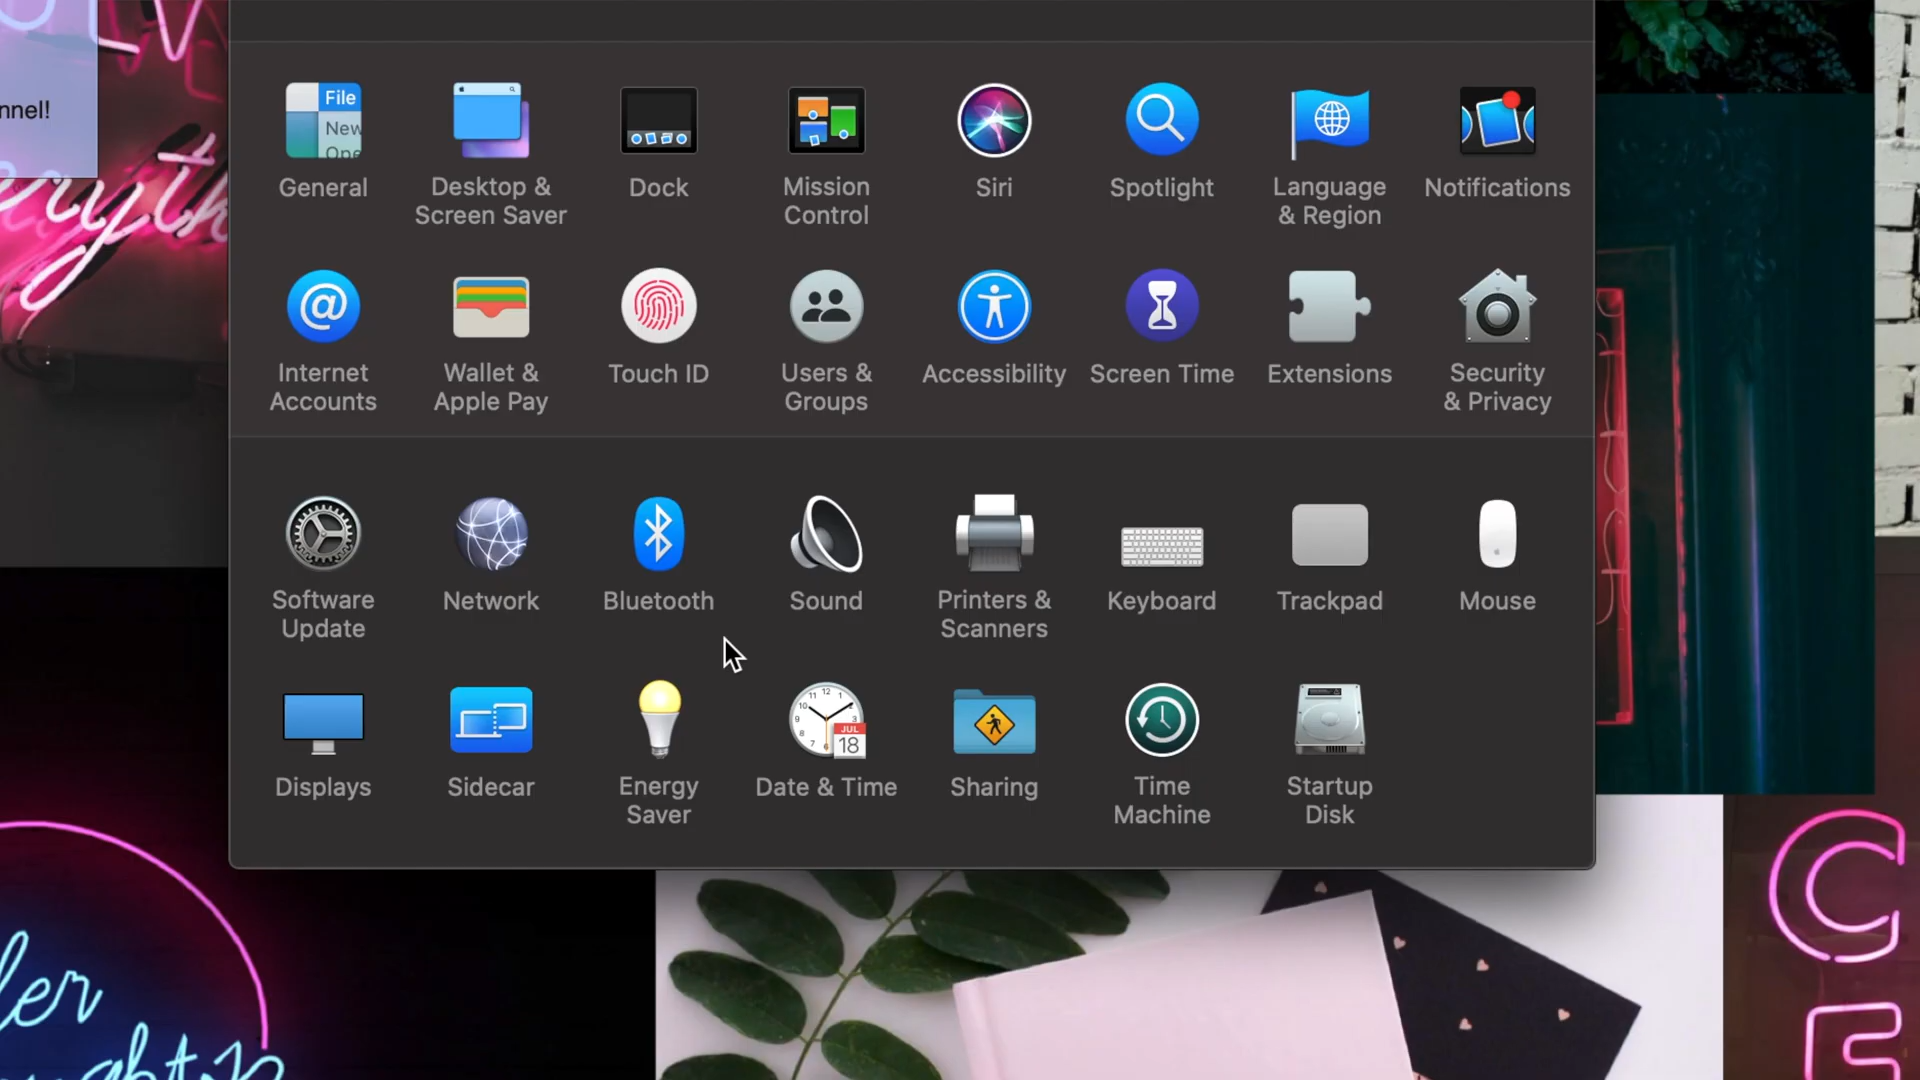 nnel!
File
New
Ope
General
Desktop &
Screen Saver
Dock
Mission
Control
Siri
Spotlight
Language
& Region
Notifications
Internet
Accounts
Wallet &
Apple Pay
Touch ID
Users &
Groups
Accessibility
Screen Time
Extensions
Security
& Privacy
Software
Update
Network
Bluetooth
Sound
Printers &
Scanners
Keyboard
Trackpad
Mouse
JUL
18
Displays
Sidecar
Energy
Saver
Date & Time
Sharing
Time
Machine
Startup
Disk